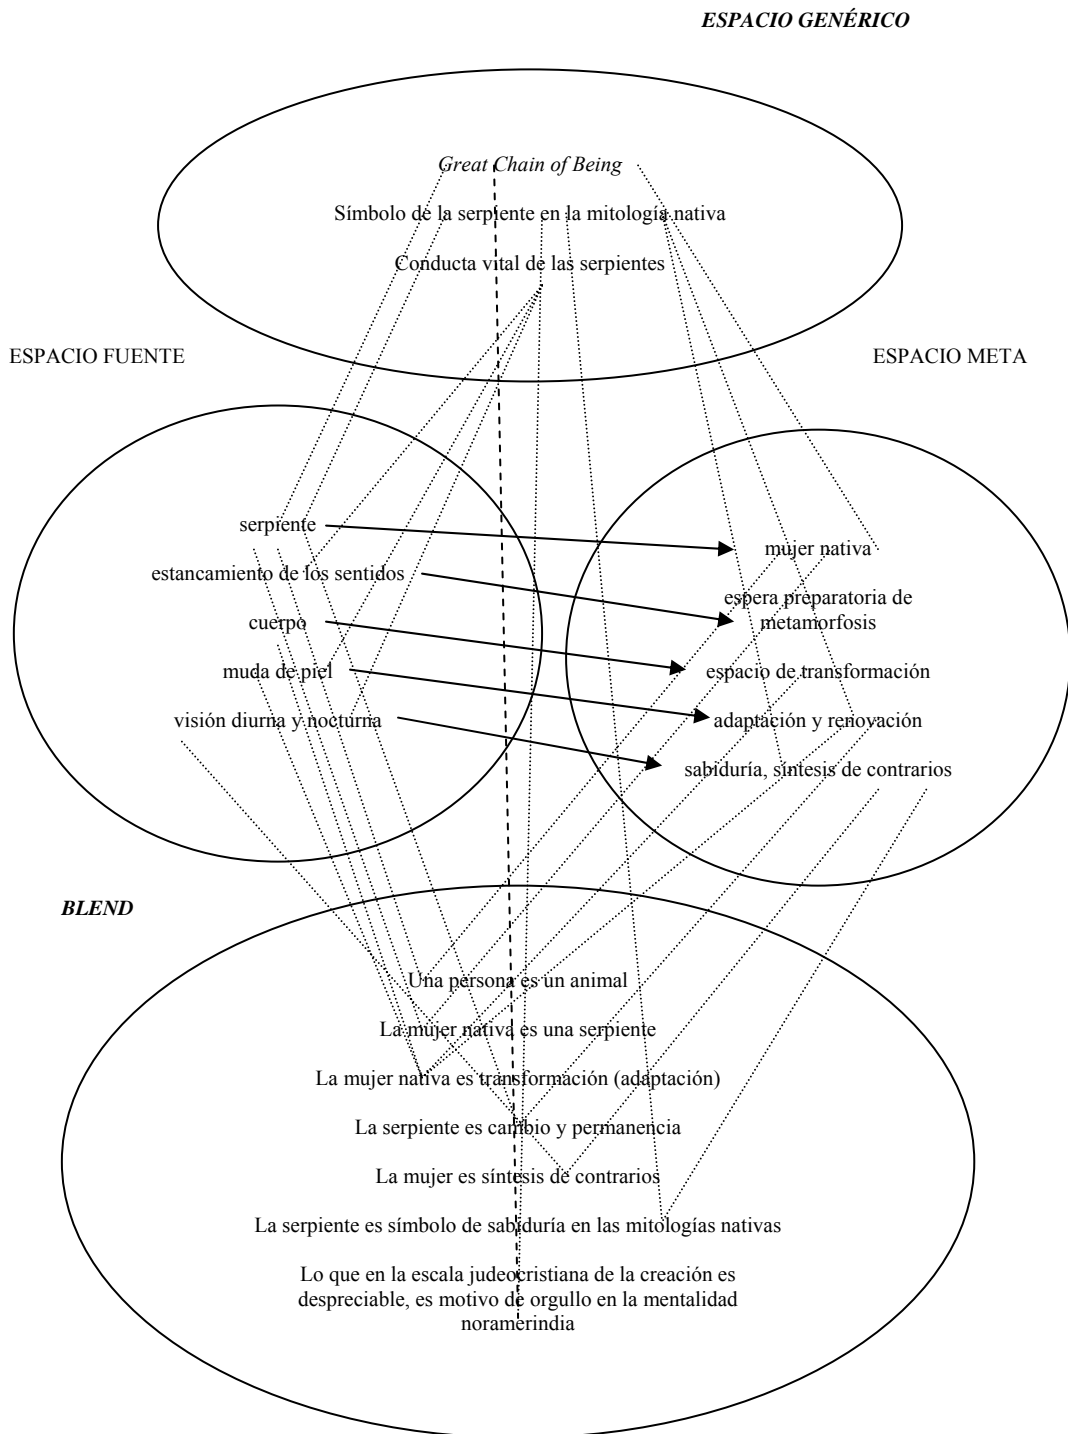 ESPACIO GENÉRICO
Great Chain of Being
Símbolo de la serpiente en la mitología nativa
Conducta vital de las serpientes
ESPACIO FUENTE
ESPACIO META
serpiente
estancamiento de los sentidos
cuerpo
muda de piel
visión diurna y nocturna
mujer nativa
espera preparatoria de
metamorfosis
espacio de transformación
adaptación y renovación
sabiduría, síntesis de contrarios
BLEND
Una persona es un animal
La mujer nativa es una serpiente
La mujer nativa es transformación (adaptación)
La serpiente es cambio y permanencia
La mujer es síntesis de contrarios
La serpiente es símbolo de sabiduría en las mitologías nativas
Lo que en la escala judeocristiana de la creación es
despreciable, es motivo de orgullo en la mentalidad
noramerindia